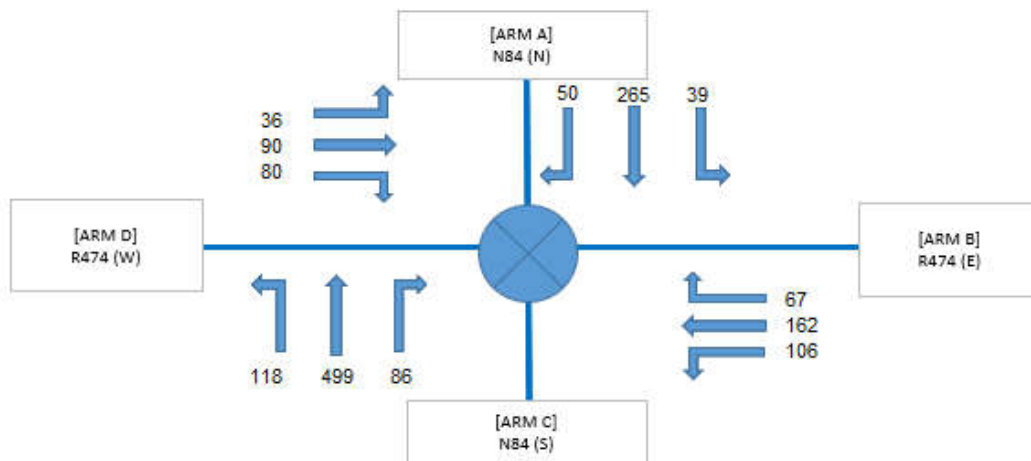 [ARM A]
N84 (N)
50 265 39
36
90
80
[ARM D]
R474 (W)
[ARM B]
R474 (E)
67
162
106
118 499 86
[ARM C]
N84 (S)